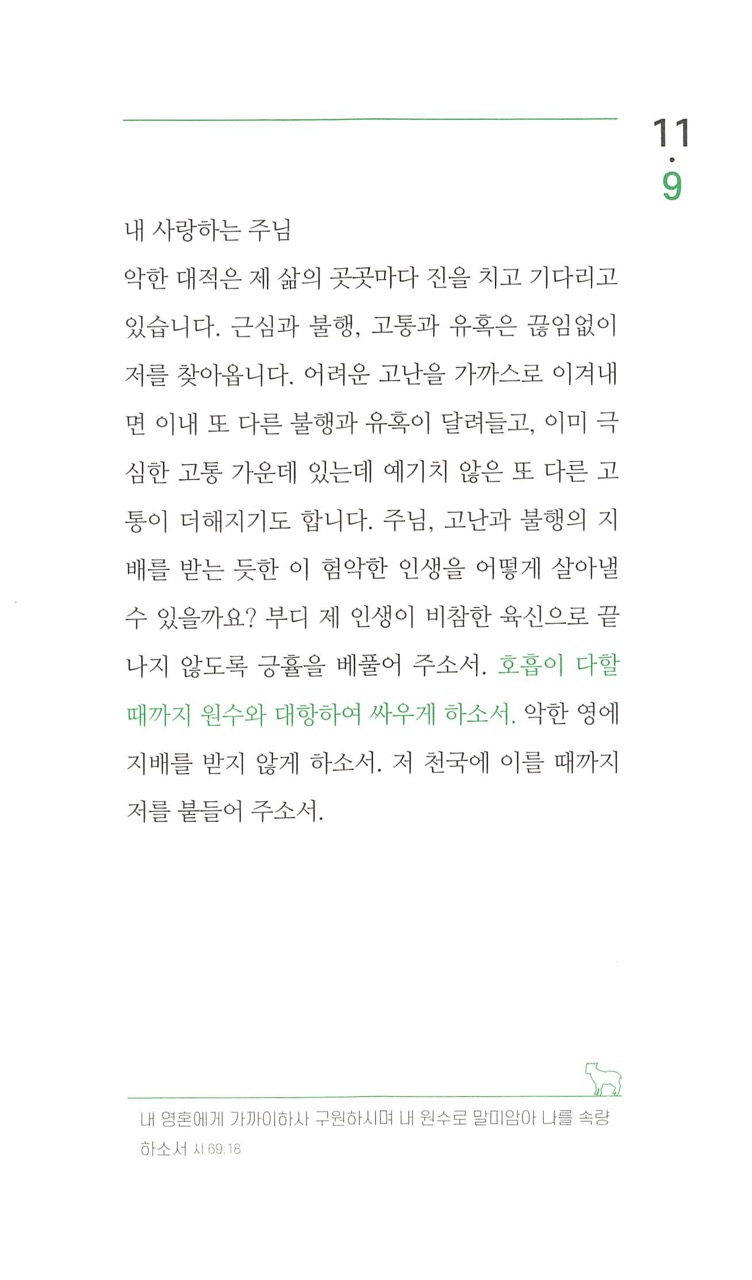 11
·
9
내 사랑하는 주님
악한 대적은 제 삶의 곳곳마다 진을 치고 기다리고
있습니다. 근심과 불행, 고통과 유혹은 끊임없이
저를 찾아옵니다. 어려운 고난을 가까스로 이겨내
면 이내 또 다른 불행과 유혹이 달려들고, 이미 극
심한 고통 가운데 있는데 예기치 않은 또 다른 고
통이 더해지기도 합니다. 주님, 고난과 불행의 지
배를 받는 듯한 이 험악한 인생을 어떻게 살아낼
수 있을까요? 부디 제 인생이 비참한 육신으로 끝
나지 않도록 긍휼을 베풀어 주소서. 호흡이 다할
때까지 원수와 대항하여 싸우게 하소서. 악한 영에
지배를 받지 않게 하소서. 저 천국에 이를 때까지
저를 붙들어 주소서.
내 영혼에게 가까이하사 구원하시며 내 원수로 말미암아 나를 속량
하소서 시 69:18